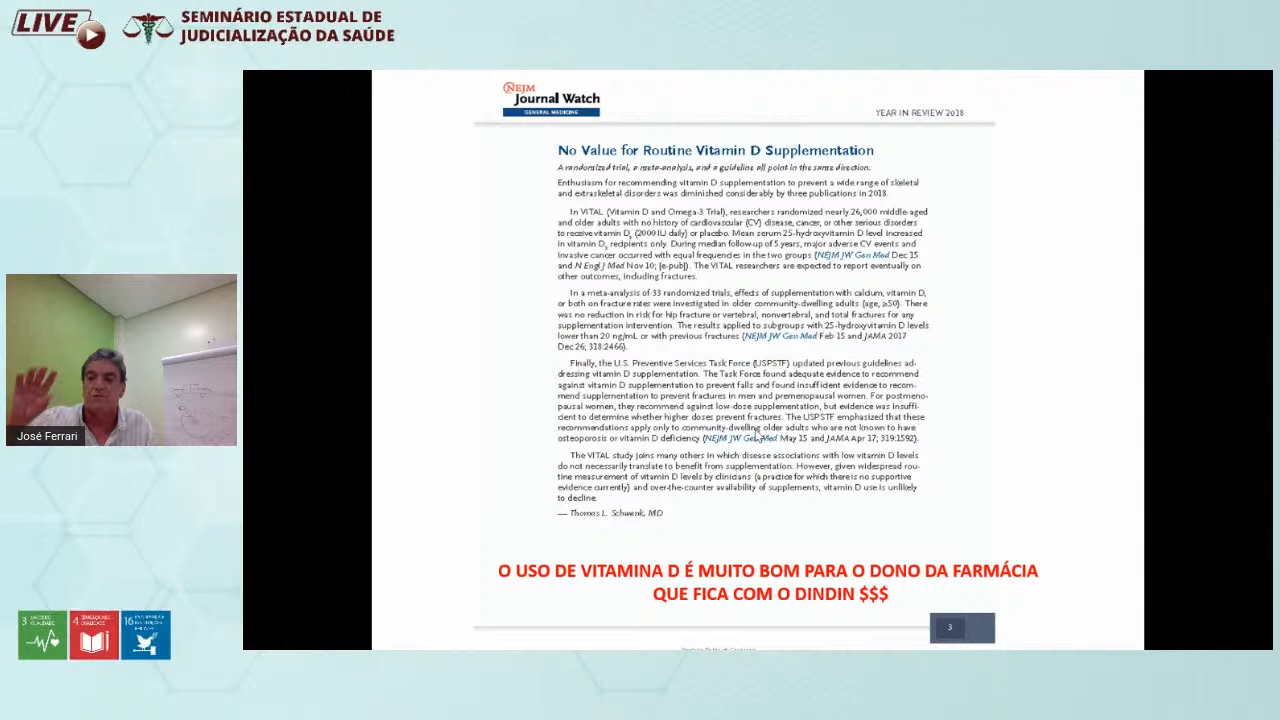 LIVE
SEMINÁRIO ESTADUAL DE
JUDICIALIZAÇÃO DA SAÚDE
NEJM
Journal Watch
GENERAL MEDICINE
YEAR IN REVIEW 2018
No Value for Routine Vitamin D Supplementation
A randomized trial, a meta-analysis, and a guideline all point in the same direction.
Enthusiasm for recommending vitamin D supplementation to prevent a wide range of skeletal
and extraskeletal disorders was diminished considerably by three publications in 2018.
In VITAL (Vitamin D and Omega-3 Trial), researchers randomized nearly 26,000 middle-aged
and older adults with no history of cardiovascular (CV) disease, cancer, or other serious disorders
to receive vitamin D3 (2000 IU daily) or placebo. Mean serum 25-hydroxyvitamin D level increased
in vitamin D3 recipients only. During median follow-up of 5 years, major adverse CV events and
invasive cancer occurred with equal frequencies in the two groups (NEJM JW Gen Med Dec 15
and N Engl J Med Nov 10; [e-pub]). The VITAL researchers are expected to report eventually on
other outcomes, including fractures.
In a meta-analysis of 33 randomized trials, effects of supplementation with calcium, vitamin D,
or both on fracture rates were investigated in older community-dwelling adults (age, ≥50). There
was no reduction in risk for hip fracture or vertebral, nonvertebral, and total fractures for any
supplementation intervention. The results applied to subgroups with 25-hydroxyvitamin D levels
lower than 20 ng/mL or with previous fractures (NEJM JW Gen Med Feb 15 and JAMA 2017
Dec 26; 318:2466).
Finally, the U.S. Preventive Services Task Force (USPSTF) updated previous guidelines ad-
dressing vitamin D supplementation. The Task Force found adequate evidence to recommend
against vitamin D supplementation to prevent falls and found insufficient evidence to recom-
mend supplementation to prevent fractures in men and premenopausal women. For postmeno-
pausal women, they recommend against low-dose supplementation, but evidence was insuffi-
cient to determine whether higher doses prevent fractures. The USPSTF emphasized that these
recommendations apply only to community-dwelling older adults who are not known to have
osteoporosis or vitamin D deficiency (NEJM JW Gen Med May 15 and JAMA Apr 17; 319:1592).
The VITAL study joins many others in which disease associations with low vitamin D levels
do not necessarily translate to benefit from supplementation. However, given widespread rou-
tine measurement of vitamin D levels by clinicians (a practice for which there is no supportive
evidence currently) and over-the-counter availability of supplements, vitamin D use is unlikely
to decline.
— Thomas L. Schwenk, MD
José Ferrari
O USO DE VITAMINA D É MUITO BOM PARA O DONO DA FARMÁCIA
QUE FICA COM O DINDIN $$$
3
3
4
16